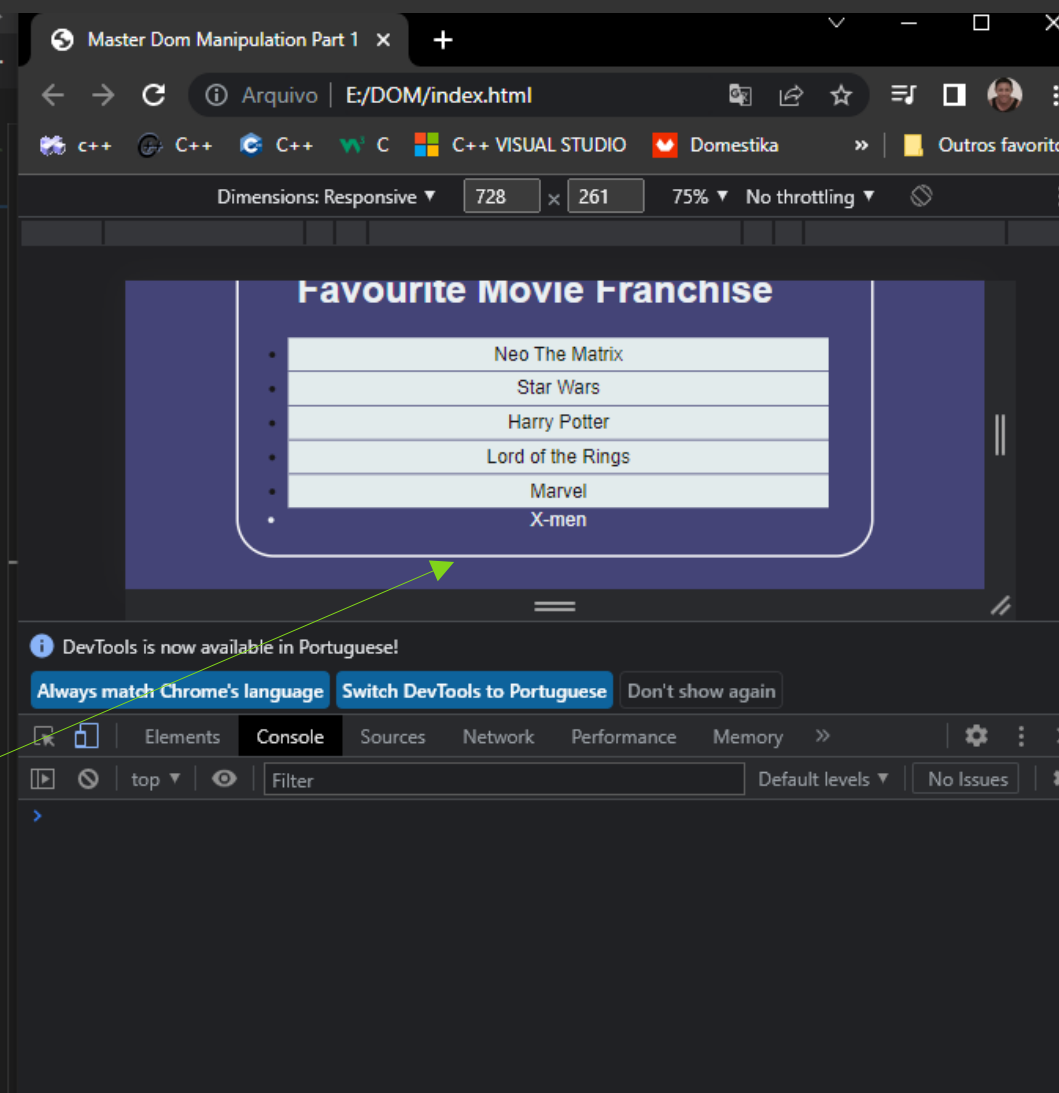 Master Dom Manipulation Part 1
Arquivo E:/DOM/index.html
c++ C++ C++ C C++ VISUAL STUDIO Domestika » Outros favorito
Dimensions: Responsive ▼ 728 × 261 75% ▼ No throttling ▼
Favourite Movie Franchise
Neo The Matrix
Star Wars
Harry Potter
Lord of the Rings
Marvel
X-men
DevTools is now available in Portuguese!
Always match Chrome's language Switch DevTools to Portuguese Don't show again
Elements Console Sources Network Performance Memory »
top ▼ Filter Default levels ▼ No Issues